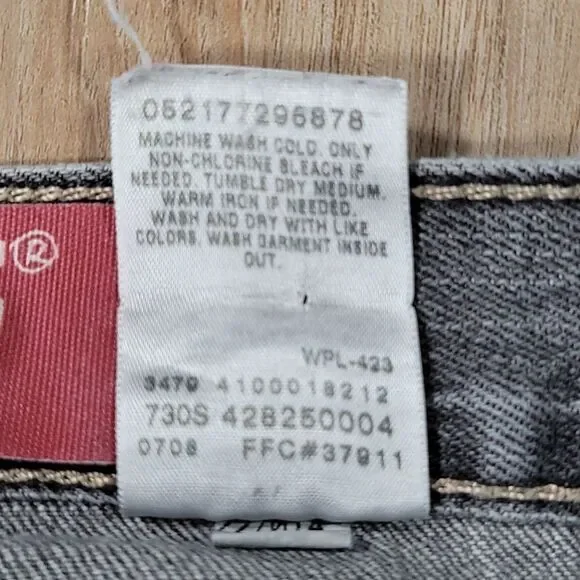 052177296878
MACHINE WASH COLD. ONLY
NON-CHLORINE BLEACH IF
NEEDED. TUMBLE DRY MEDIUM.
WARM IRON IF NEEDED.
WASH AND DRY WITH LIKE
COLORS. WASH GARMENT INSIDE
OUT.
®
WPL-423
3479 4100018212
730S 428250004
0708 FFC#37911